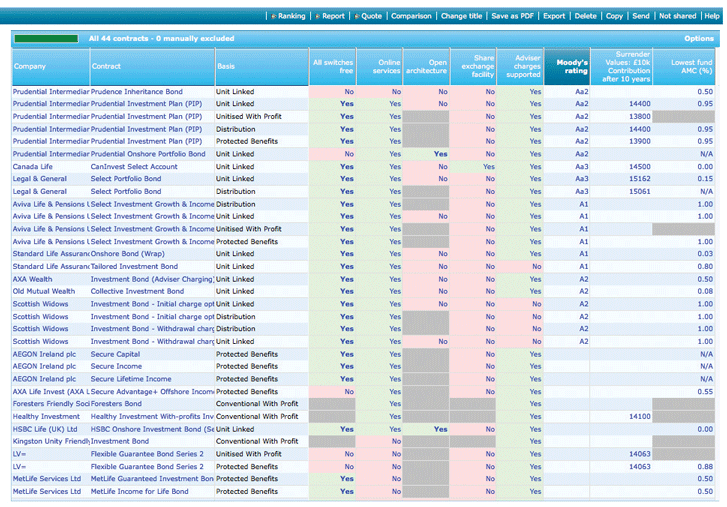 Ranking Report Quote Comparison Change title Save as PDF Export Delete Copy Send Not shared Help
All 44 contracts - 0 manually excluded Options
Company Contract Basis All switches free Online services Open architecture Share exchange facility Adviser charges supported Moody's rating Surrender Values: £10k Contribution after 10 years Lowest fund AMC (%)
Prudential Intermediar Prudence Inheritance Bond Unit Linked No No No No Yes Aa2 0.50
Prudential Intermediar Prudential Investment Plan (PIP) Unit Linked Yes Yes No No Yes Aa2 14400 0.95
Prudential Intermediar Prudential Investment Plan (PIP) Unitised With Profit Yes Yes No Yes Aa2 13800
Prudential Intermediar Prudential Investment Plan (PIP) Distribution Yes Yes No Yes Aa2 14400 0.95
Prudential Intermediar Prudential Investment Plan (PIP) Protected Benefits Yes Yes No Yes Aa2 13900 0.95
Prudential Intermediar Prudential Onshore Portfolio Bond Unit Linked No Yes Yes No Yes Aa2 N/A
Canada Life CanInvest Select Account Unit Linked Yes Yes No Yes Yes Aa3 14500 0.00
Legal & General Select Portfolio Bond Unit Linked Yes Yes No No Yes Aa3 15162 0.15
Legal & General Select Portfolio Bond Distribution Yes Yes No Yes Aa3 15061 N/A
Aviva Life & Pensions U Select Investment Growth & Income Distribution Yes Yes No Yes A1 1.00
Aviva Life & Pensions U Select Investment Growth & Income Unit Linked Yes Yes No No Yes A1 1.00
Aviva Life & Pensions U Select Investment Growth & Income Unitised With Profit Yes Yes No Yes A1
Aviva Life & Pensions U Select Investment Growth & Income Protected Benefits Yes Yes No Yes A1 1.00
Standard Life Assuranc Onshore Bond (Wrap) Unit Linked Yes Yes No No Yes A1 0.03
Standard Life Assuranc Tailored Investment Bond Unit Linked Yes Yes No No No A1 0.80
AXA Wealth Investment Bond (Adviser Charging) Unit Linked Yes Yes No No Yes A2 0.50
Old Mutual Wealth Collective Investment Bond Unit Linked Yes Yes No No Yes A2 0.08
Scottish Widows Investment Bond - Initial charge opt Unit Linked Yes Yes No No Yes A2 1.00
Scottish Widows Investment Bond - Initial charge opt Distribution Yes Yes No Yes A2 1.00
Scottish Widows Investment Bond - Withdrawal charg Distribution Yes Yes No Yes A2 1.00
Scottish Widows Investment Bond - Withdrawal charg Unit Linked Yes Yes No No Yes A2 1.00
AEGON Ireland plc Secure Capital Protected Benefits Yes Yes No Yes N/A
AEGON Ireland plc Secure Income Protected Benefits Yes Yes No Yes N/A
AEGON Ireland plc Secure Lifetime Income Protected Benefits Yes Yes No Yes N/A
AXA Life Invest (AXA L Secure Advantage+ Offshore Incom Protected Benefits No Yes No Yes 0.55
Foresters Friendly Soci Foresters Bond Conventional With Profit Yes Yes
Healthy Investment Healthy Investment With-profits Inv Conventional With Profit Yes Yes 14100
HSBC Life (UK) Ltd HSBC Onshore Investment Bond (Se Unit Linked Yes Yes Yes No Yes 0.00
Kingston Unity Friendly Investment Bond Conventional With Profit No Yes
LV= Flexible Guarantee Bond Series 2 Unitised With Profit No No No Yes 14063
LV= Flexible Guarantee Bond Series 2 Protected Benefits No No No Yes 14063 0.88
MetLife Services Ltd MetLife Guaranteed Investment Bon Protected Benefits Yes No No Yes 0.50
MetLife Services Ltd MetLife Income for Life Bond Protected Benefits Yes No No Yes 0.50